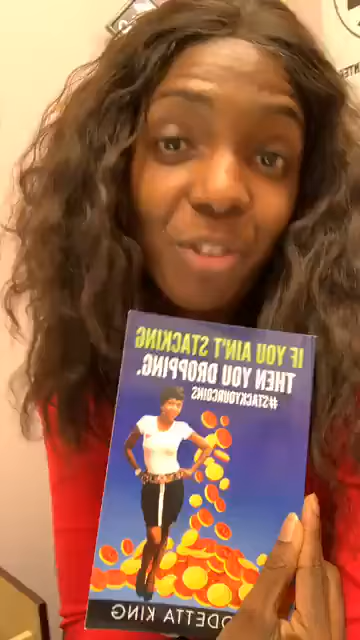 IF YOU AIN'T STACKING
THEN YOU DROPPING.
#STACKYOURCOINS
ODETTA KING